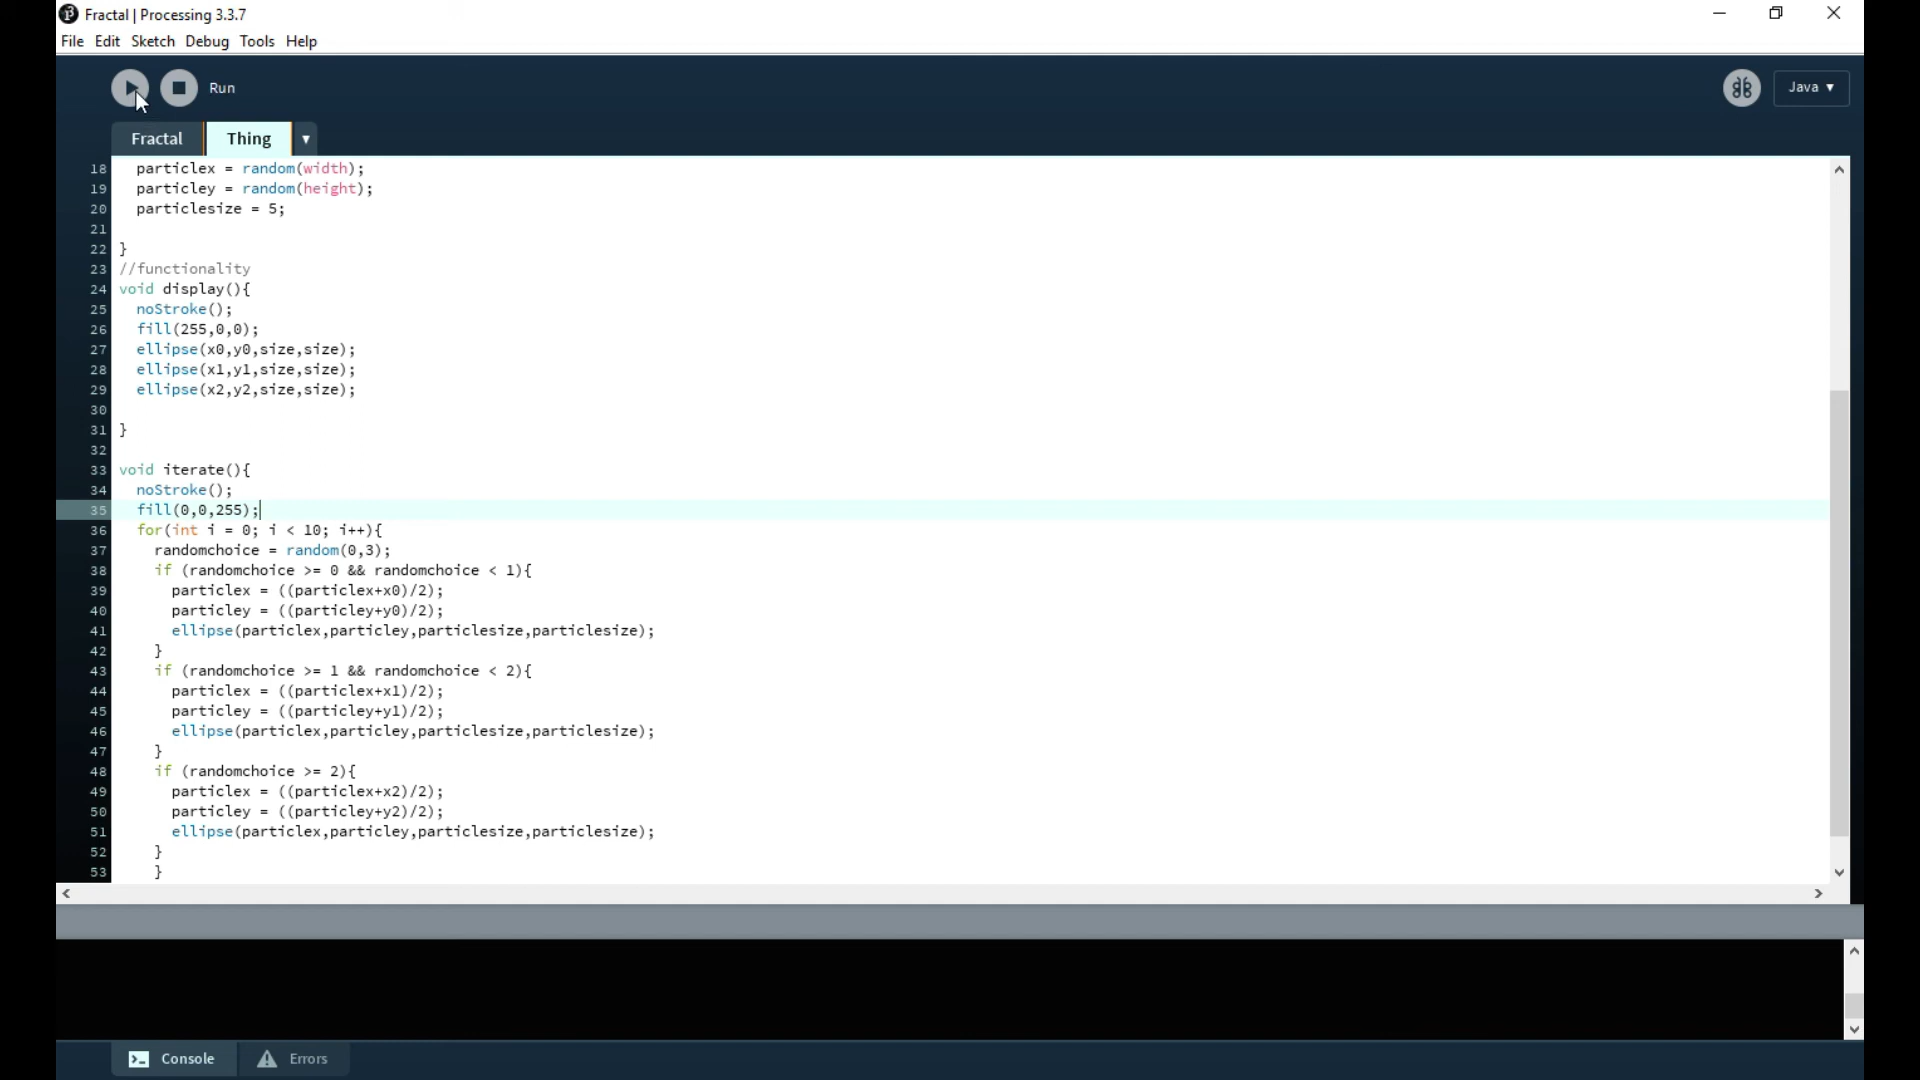 Fractal | Processing 3.3.7
File Edit Sketch Debug Tools Help
Run
Java ▾
Fractal Thing ▾
18 particlex = random(width);
19 particley = random(height);
20 particlesize = 5;
21
22 }
23 //functionality
24 void display(){
25 noStroke();
26 fill(255,0,0);
27 ellipse(x0,y0,size,size);
28 ellipse(x1,y1,size,size);
29 ellipse(x2,y2,size,size);
30
31 }
32
33 void iterate(){
34 noStroke();
35 fill(0,0,255);
36 for(int i = 0; i < 10; i++){
37 randomchoice = random(0,3);
38 if (randomchoice >= 0 && randomchoice < 1){
39 particlex = ((particlex+x0)/2);
40 particley = ((particley+y0)/2);
41 ellipse(particlex,particley,particlesize,particlesize);
42 }
43 if (randomchoice >= 1 && randomchoice < 2){
44 particlex = ((particlex+x1)/2);
45 particley = ((particley+y1)/2);
46 ellipse(particlex,particley,particlesize,particlesize);
47 }
48 if (randomchoice >= 2){
49 particlex = ((particlex+x2)/2);
50 particley = ((particley+y2)/2);
51 ellipse(particlex,particley,particlesize,particlesize);
52 }
53 }
Console Errors